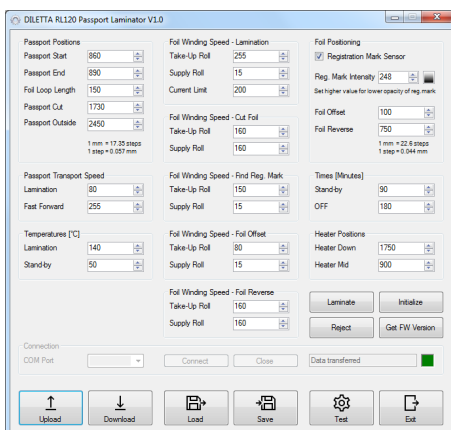 DILETTA RL120 Passport Laminator V1.0
Passport Positions
Passport Start 860
Passport End 890
Foil Loop Length 150
Passport Cut 1730
Passport Outside 2450
1 mm = 17.35 steps
1 step = 0.057 mm
Passport Transport Speed
Lamination 80
Fast Forward 255
Temperatures [°C]
Lamination 140
Stand-by 50
Foil Winding Speed - Lamination
Take-Up Roll 255
Supply Roll 15
Current Limit 200
Foil Winding Speed - Cut Foil
Take-Up Roll 160
Supply Roll 160
Foil Winding Speed - Find Reg. Mark
Take-Up Roll 150
Supply Roll 15
Foil Winding Speed - Foil Offset
Take-Up Roll 80
Supply Roll 15
Foil Winding Speed - Foil Reverse
Take-Up Roll 160
Supply Roll 160
Foil Positioning
Registration Mark Sensor
Reg. Mark Intensity 248
Set higher value for lower opacity of reg.mark
Foil Offset 100
Foil Reverse 750
1 mm = 22.6 steps
1 step = 0.044 mm
Times [Minutes]
Stand-by 90
OFF 180
Heater Positions
Heater Down 1750
Heater Mid 900
Laminate Initialize
Reject Get FW Version
Connection
COM Port Connect Close Data transferred
Upload Download Load Save Test Exit